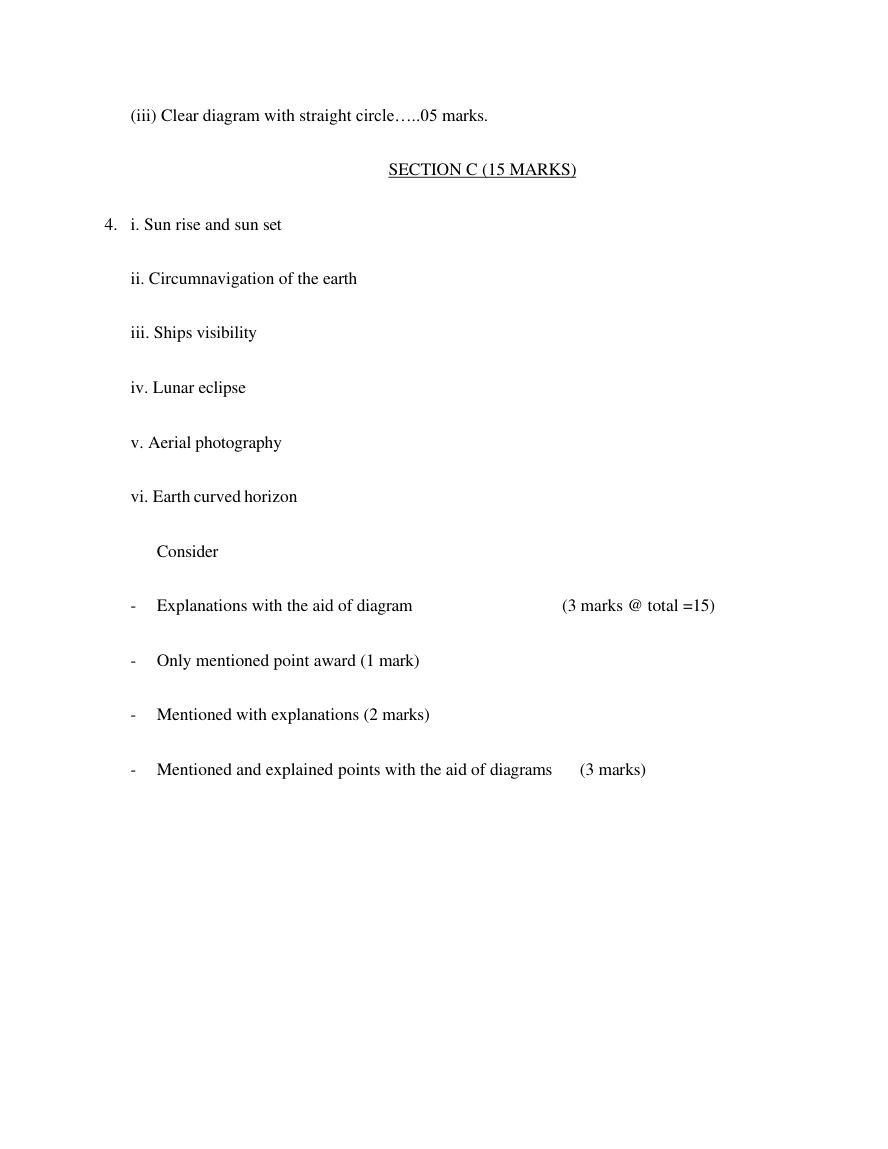 (iii) Clear diagram with straight circle…..05 marks.
SECTION C (15 MARKS)
4. i. Sun rise and sun set
ii. Circumnavigation of the earth
iii. Ships visibility
iv. Lunar eclipse
v. Aerial photography
vi. Earth curved horizon
Consider
- Explanations with the aid of diagram (3 marks @ total =15)
- Only mentioned point award (1 mark)
- Mentioned with explanations (2 marks)
- Mentioned and explained points with the aid of diagrams (3 marks)